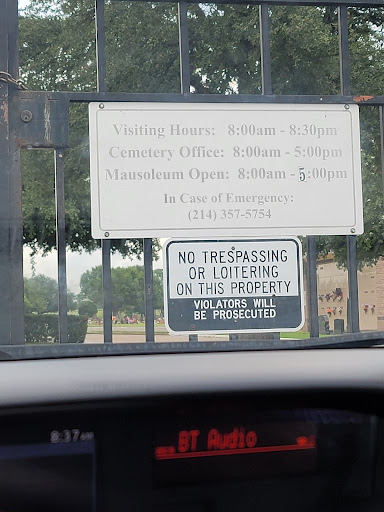 Visiting Hours: 8:00am - 8:30pm
Cemetery Office: 8:00am - 5:00pm
Mausoleum Open: 8:00am - 5:00pm
In Case of Emergency:
(214) 357-5754
NO TRESPASSING
OR LOITERING
ON THIS PROPERTY
VIOLATORS WILL
BE PROSECUTED
8:37
BT Audio